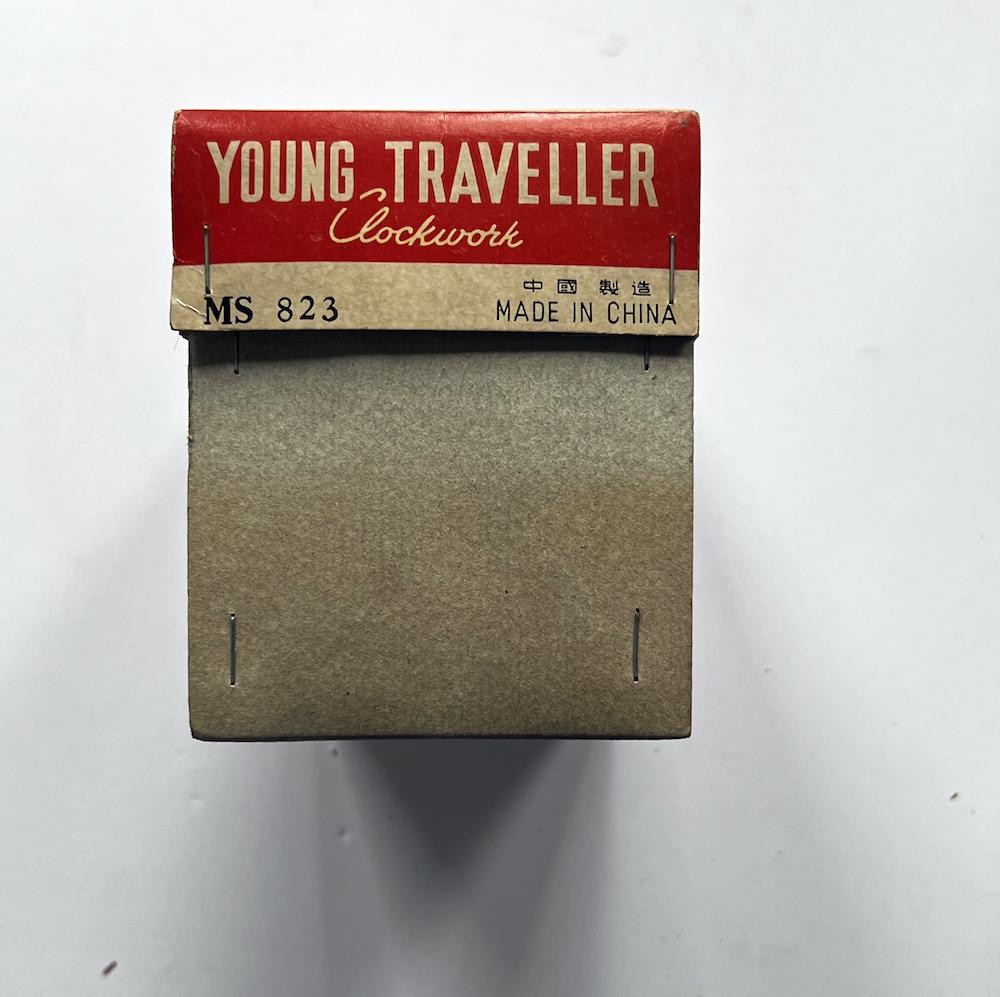 YOUNG TRAVELLER
Clockwork
中國製造
MS 823
MADE IN CHINA